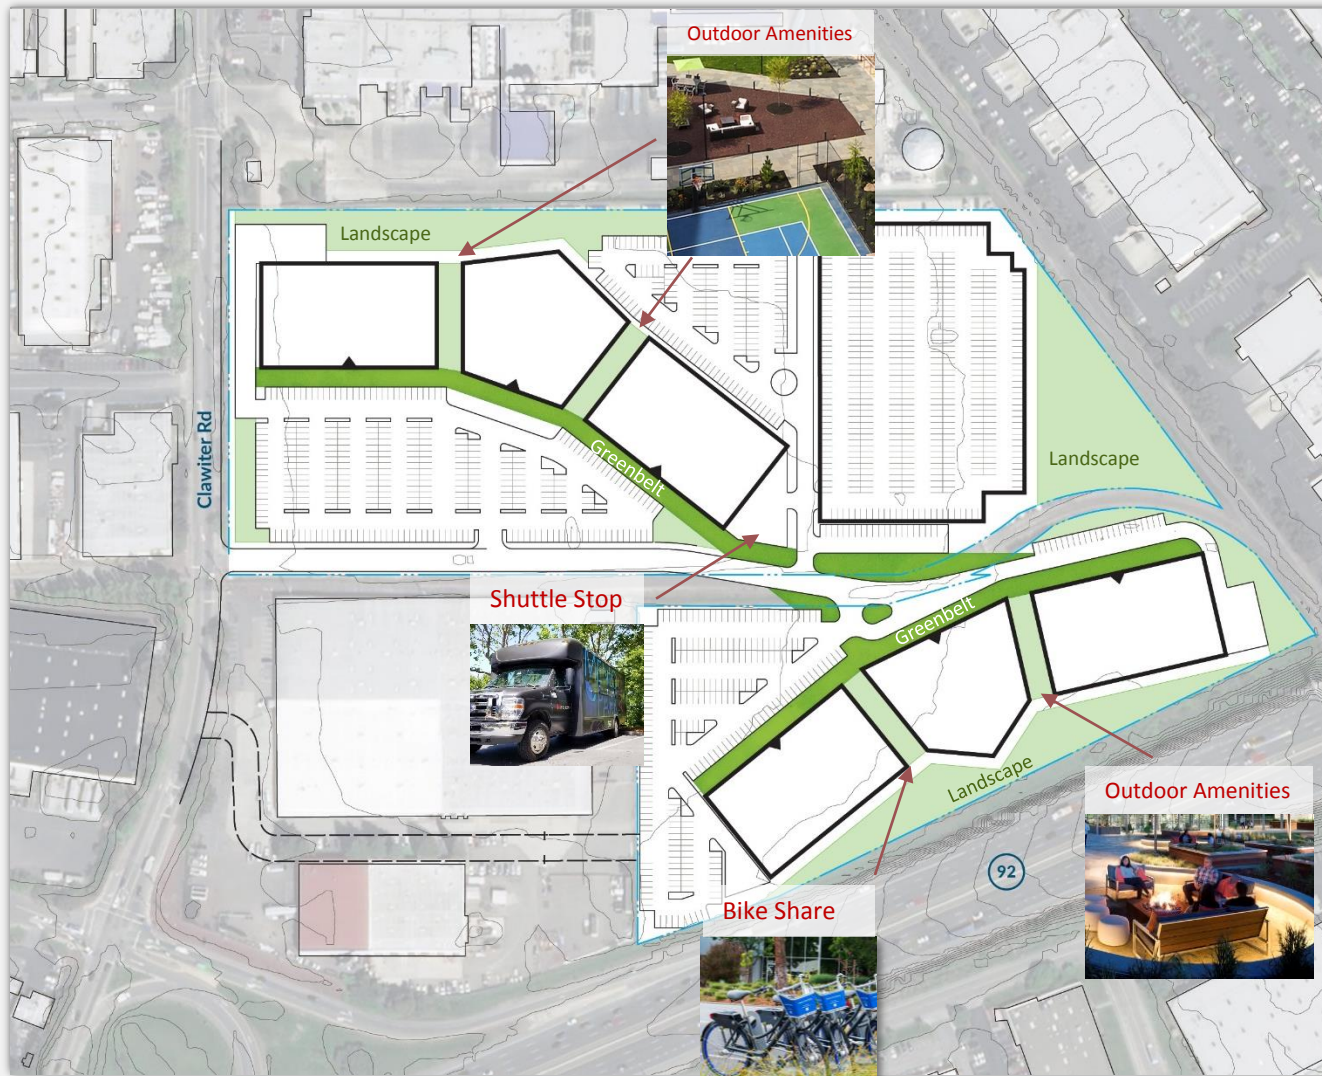 Outdoor Amenities
Landscape
Clawiter Rd
Greenbelt
Landscape
Shuttle Stop
Greenbelt
Landscape
Outdoor Amenities
92
Bike Share